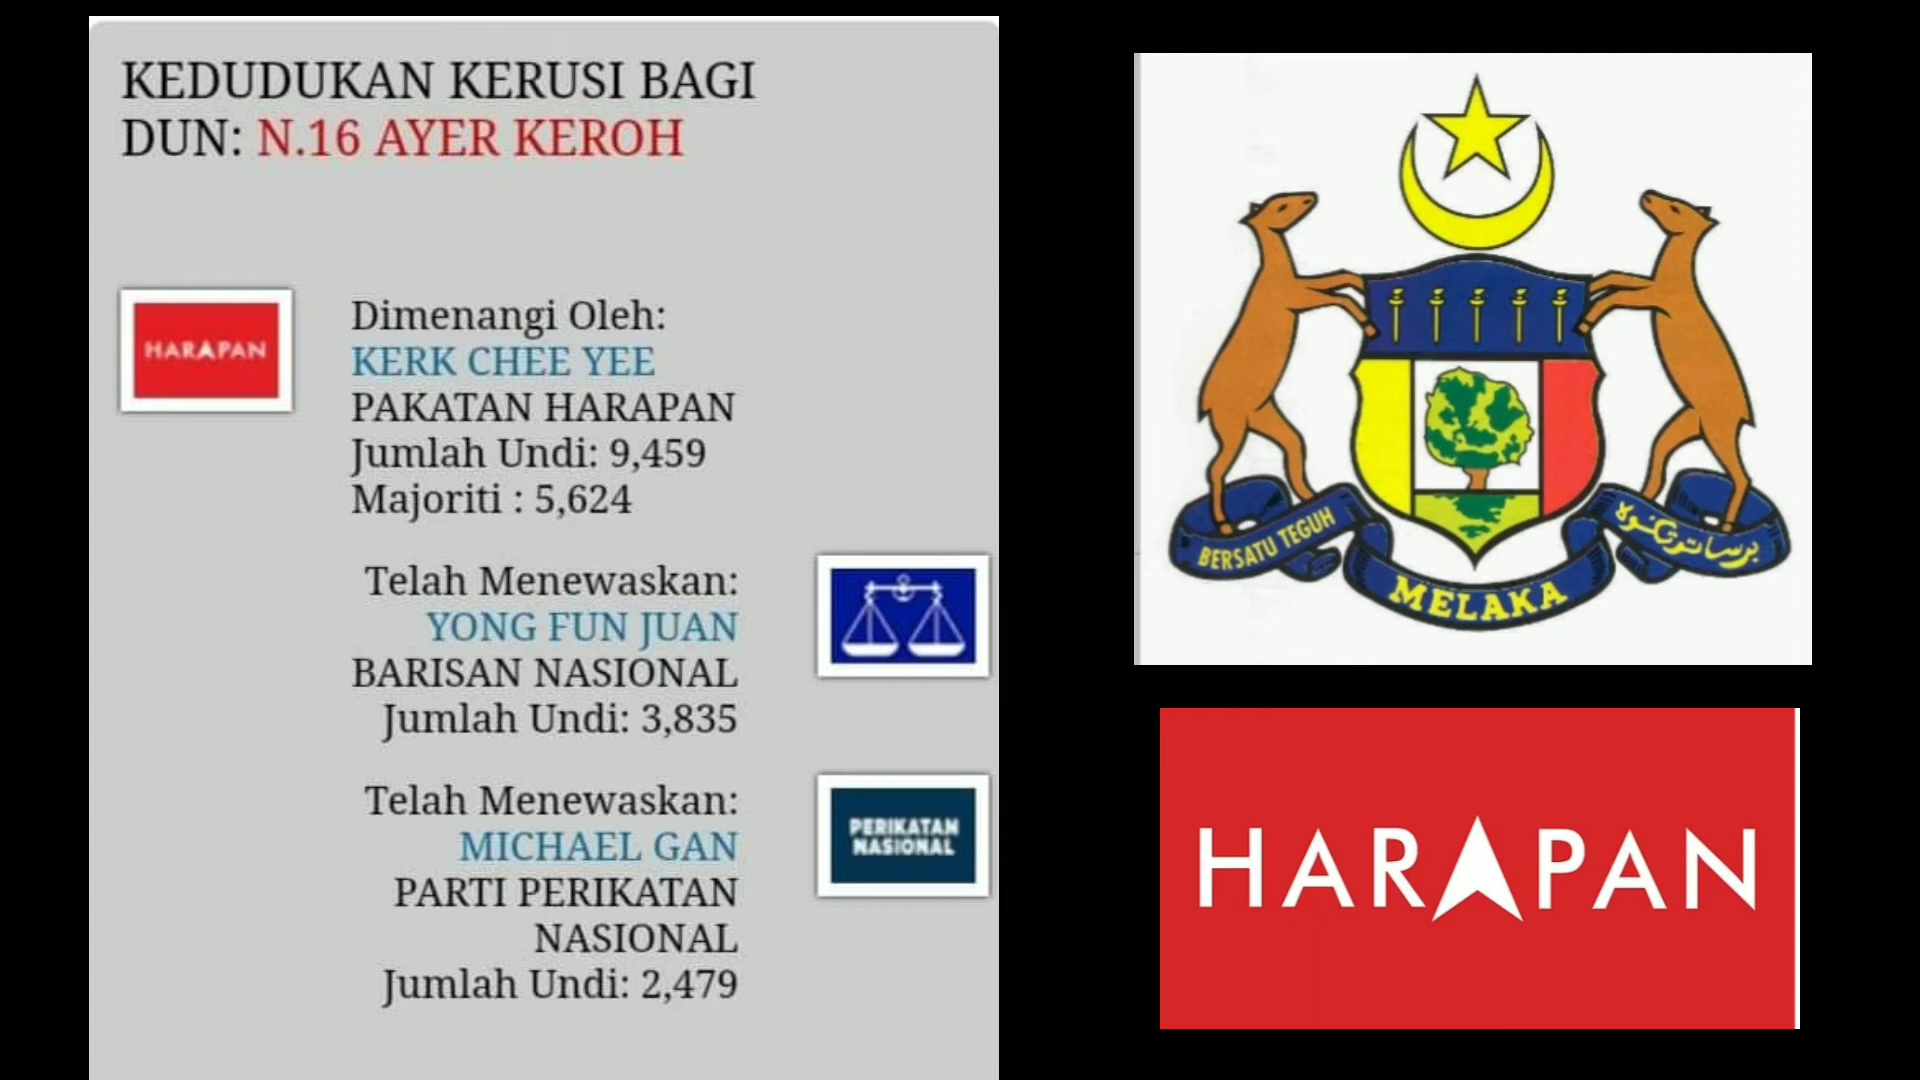 KEDUDUKAN KERUSI BAGI
DUN: N.16 AYER KEROH
HARAPAN
Dimenangi Oleh:
KERK CHEE YEE
PAKATAN HARAPAN
Jumlah Undi: 9,459
Majoriti : 5,624
Telah Menewaskan:
YONG FUN JUAN
BARISAN NASIONAL
Jumlah Undi: 3,835
Telah Menewaskan:
MICHAEL GAN
PARTI PERIKATAN
NASIONAL
Jumlah Undi: 2,479
PERIKATAN
NASIONAL
BERSATU TEGUH
MELAKA
برساتو تڬوه
HARAPAN